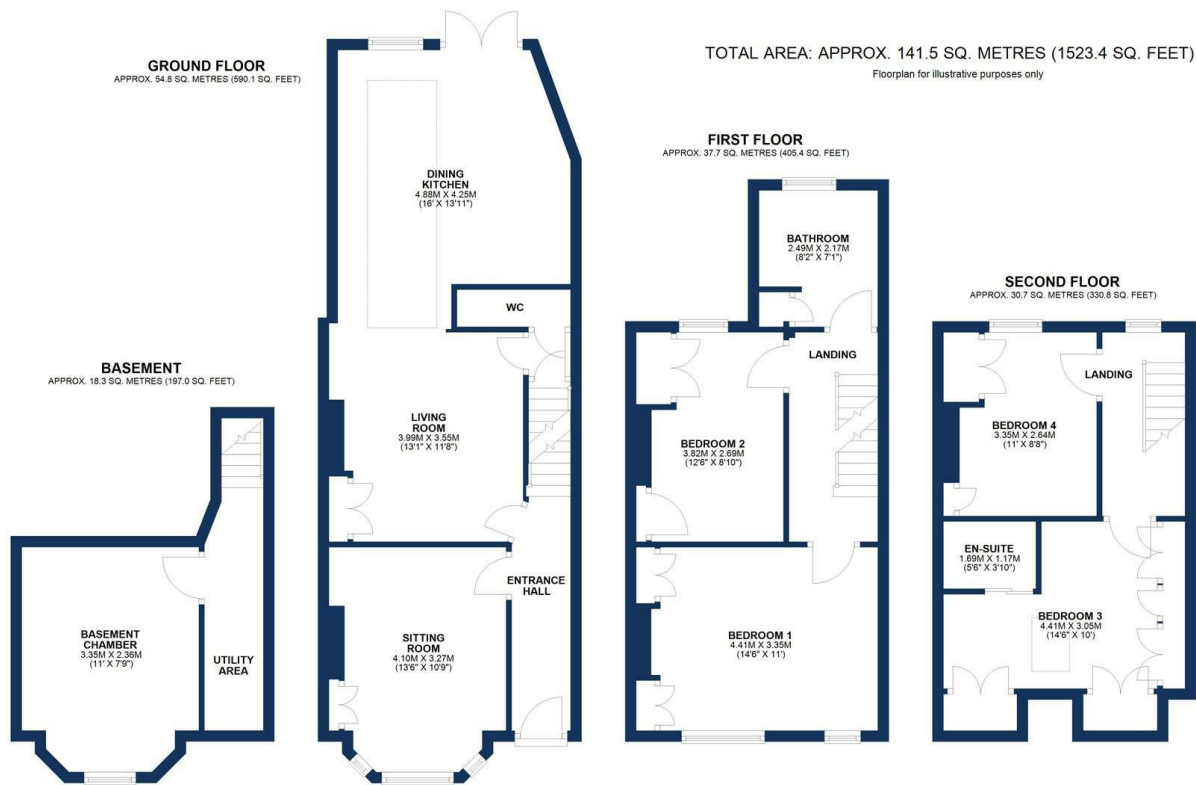 TOTAL AREA: APPROX. 141.5 SQ. METRES (1523.4 SQ. FEET)
Floorplan for illustrative purposes only
BASEMENT
APPROX. 18.3 SQ. METRES (197.0 SQ. FEET)
BASEMENT
CHAMBER
3.35M X 2.36M
(11' X 7'9")
UTILITY
AREA
GROUND FLOOR
APPROX. 54.8 SQ. METRES (590.1 SQ. FEET)
DINING
KITCHEN
4.88M X 4.25M
(16' X 13'11")
WC
LIVING
ROOM
3.99M X 3.55M
(13'1" X 11'8")
ENTRANCE
HALL
SITTING
ROOM
4.10M X 3.27M
(13'6" X 10'9")
FIRST FLOOR
APPROX. 37.7 SQ. METRES (405.4 SQ. FEET)
BATHROOM
2.49M X 2.17M
(8'2" X 7'1")
LANDING
BEDROOM 2
3.82M X 2.69M
(12'6" X 8'10")
BEDROOM 1
4.41M X 3.35M
(14'6" X 11')
SECOND FLOOR
APPROX. 30.7 SQ. METRES (330.8 SQ. FEET)
LANDING
BEDROOM 4
3.35M X 2.64M
(11' X 8'8")
EN-SUITE
1.69M X 1.17M
(5'6" X 3'10")
BEDROOM 3
4.41M X 3.05M
(14'6" X 10')